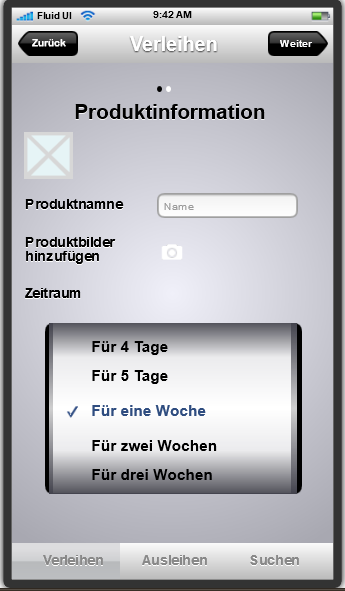 Fluid UI 9:42 AM
Zurück Verleihen Weiter
Produktinformation
Produktnamne Name
Produktbilder
hinzufügen
Zeitraum
Für 4 Tage
Für 5 Tage
Für eine Woche
Für zwei Wochen
Für drei Wochen
Verleihen Ausleihen Suchen